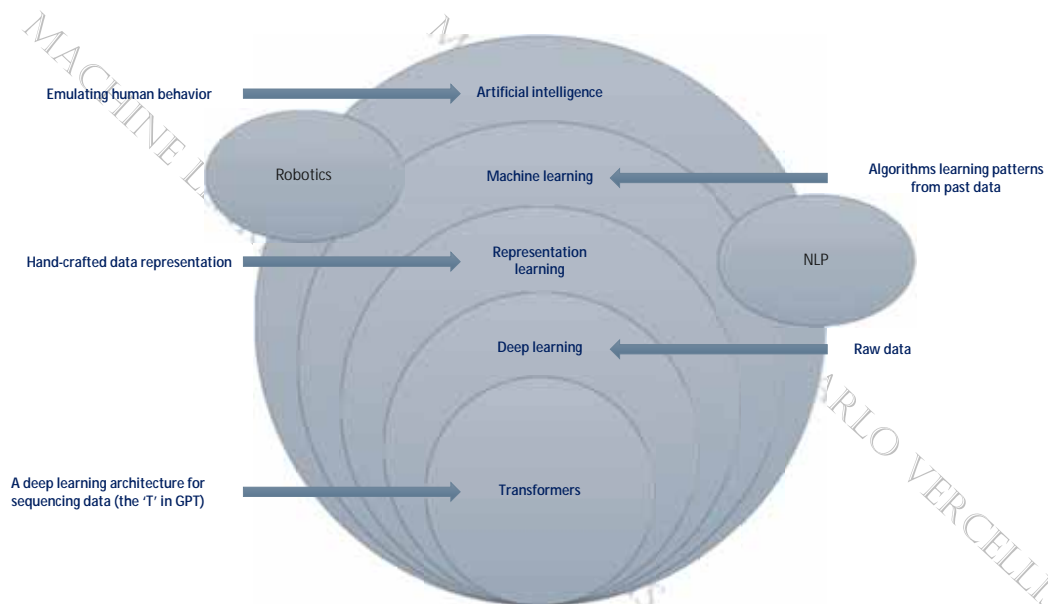 Emulating human behavior
Artificial intelligence
Robotics
Machine learning
Algorithms learning patterns
from past data
Hand-crafted data representation
Representation
learning
NLP
Deep learning
Raw data
A deep learning architecture for
sequencing data (the ‘T’ in GPT)
Transformers
MACHINE